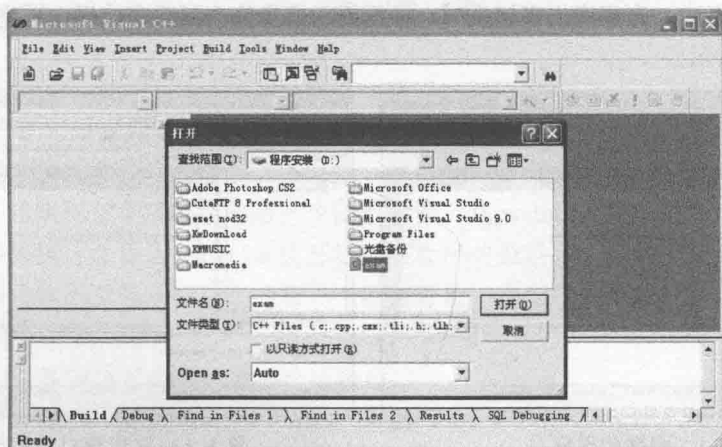 Microsoft Visual C++
File Edit View Insert Project Build Tools Window Help
打开
查找范围(I): 程序安装 (D:)
Adobe Photoshop CS2
CuteFTP 8 Professional
eset nod32
KwDownload
KWMUSIC
Macromedia
Microsoft Office
Microsoft Visual Studio
Microsoft Visual Studio 9.0
Program Files
光盘备份
exam
文件名(N): exam 打开(O)
文件类型(T): C++ Files (.c;.cpp;.cxx;.tli;.h;.tlh; 取消
以只读方式打开(R)
Open as: Auto
Build Debug Find in Files 1 Find in Files 2 Results SQL Debugging
Ready